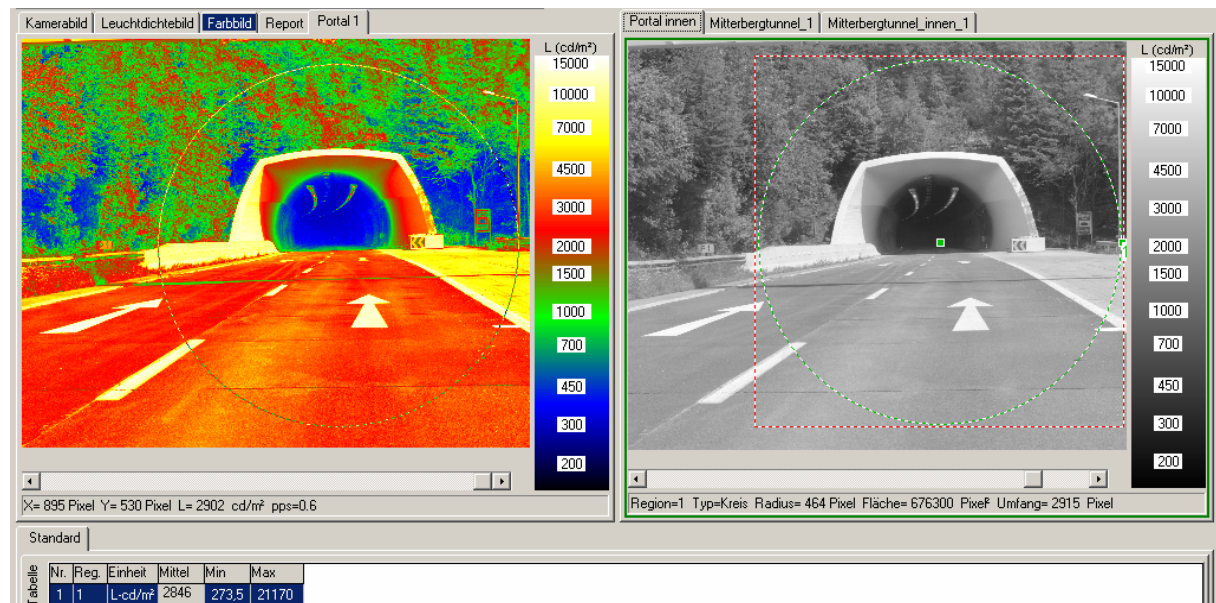 Kamerabild Leuchtdichtebild Farbbild Report Portal 1
L (cd/m²)
15000
10000
7000
4500
3000
2000
1500
1000
700
450
300
200
X= 895 Pixel Y= 530 Pixel L= 2902 cd/m² pps=0.6
Portal innen Mitterbergtunnel_1 Mitterbergtunnel_innen_1
L (cd/m²)
15000
10000
7000
4500
3000
2000
1500
1000
700
450
300
200
1
Region=1 Typ=Kreis Radius= 464 Pixel Fläche= 676300 Pixel² Umfang= 2915 Pixel
Standard
Tabelle
Nr. Reg. Einheit Mittel Min Max
1 1 L-cd/m² 2846 273,5 21170